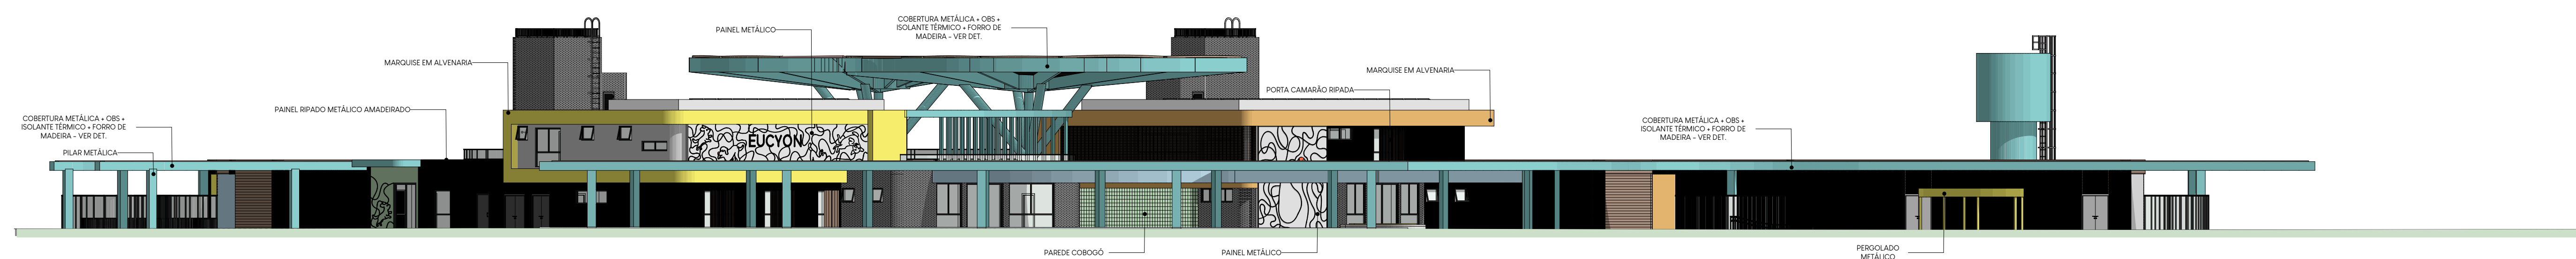 COBERTURA METÁLICA + OBS +
ISOLANTE TÉRMICO + FORRO DE
MADEIRA - VER DET.
PILAR METÁLICA
PAINEL RIPADO METÁLICO AMADEIRADO
MARQUISE EM ALVENARIA
PAINEL METÁLICO
EUCYON
COBERTURA METÁLICA + OBS +
ISOLANTE TÉRMICO + FORRO DE
MADEIRA - VER DET.
PORTA CAMARÃO RIPADA
MARQUISE EM ALVENARIA
COBERTURA METÁLICA + OBS +
ISOLANTE TÉRMICO + FORRO DE
MADEIRA - VER DET.
PAREDE COBOGÓ
PAINEL METÁLICO
PERGOLADO
METÁLICO